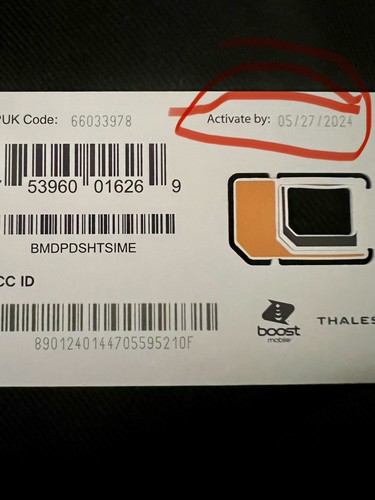 PUK Code: 66033978
Activate by: 05/27/2024
53960 01626 9
BMDPDSHTSIME
CC ID
8901240144705595210F
boost
mobile
THALES